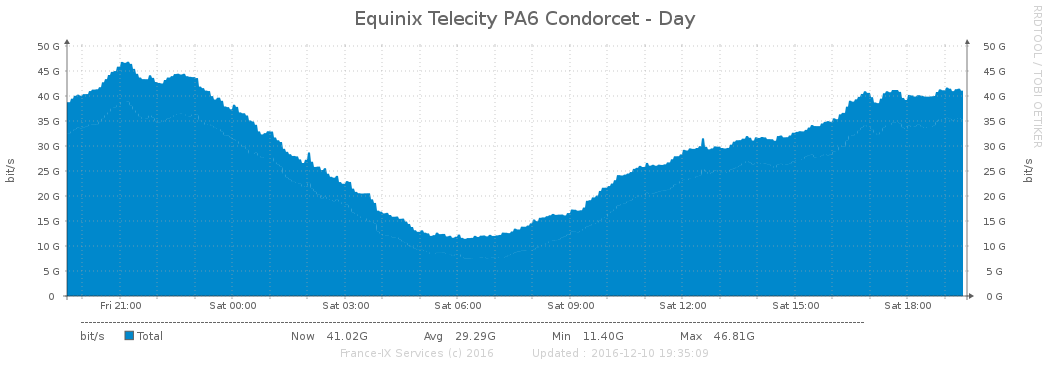 Equinix Telecity PA6 Condorcet - Day
RRDTOOL / TOBI OETIKER
50 G 50 G
45 G 45 G
40 G 40 G
35 G 35 G
30 G 30 G
25 G 25 G
20 G 20 G
15 G 15 G
10 G 10 G
5 G 5 G
0 0 G
bit/s bit/s
Fri 21:00 Sat 00:00 Sat 03:00 Sat 06:00 Sat 09:00 Sat 12:00 Sat 15:00 Sat 18:00
bit/s Total Now 41.02G Avg 29.29G Min 11.40G Max 46.81G
France-IX Services (c) 2016 Updated : 2016-12-10 19:35:09